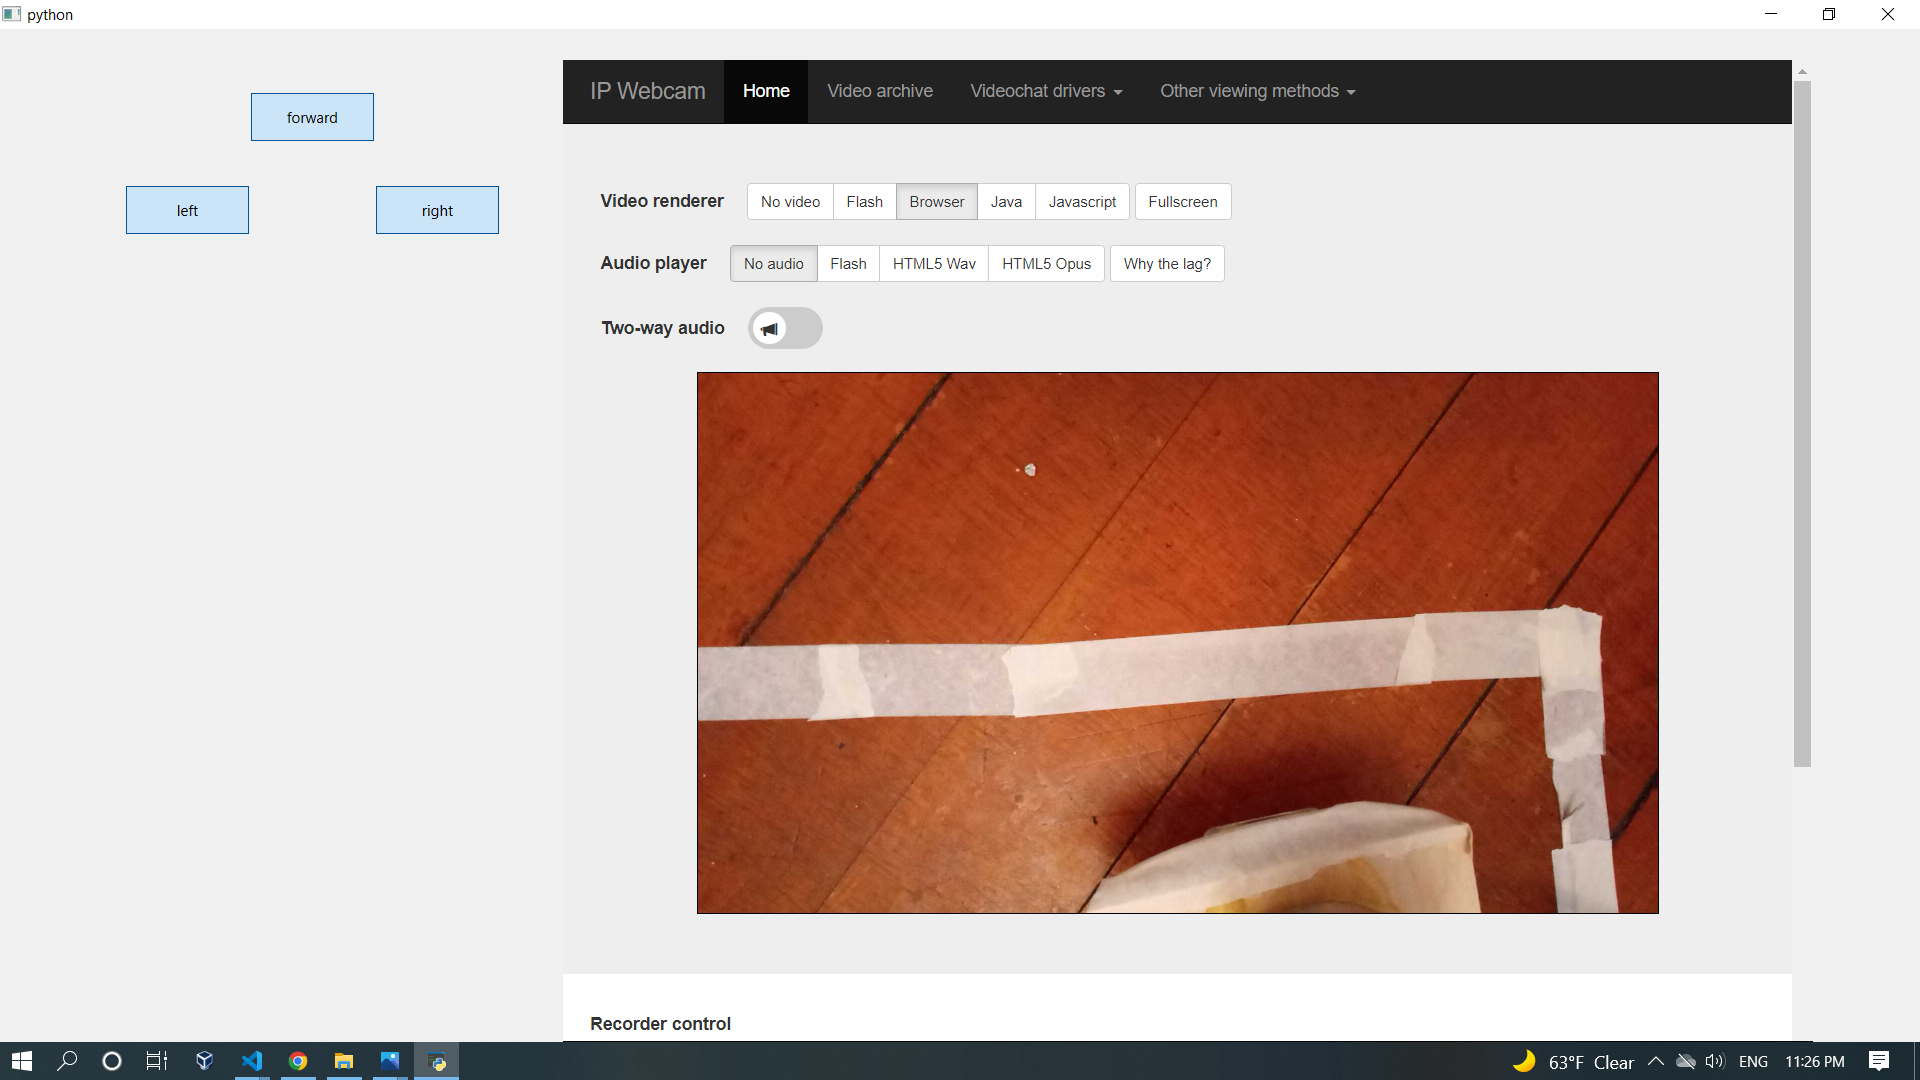 python
forward
left right
IP Webcam Home Video archive Videochat drivers Other viewing methods
Video renderer No video Flash Browser Java Javascript Fullscreen
Audio player No audio Flash HTML5 Wav HTML5 Opus Why the lag?
Two-way audio
Recorder control
63°F Clear ENG 11:26 PM